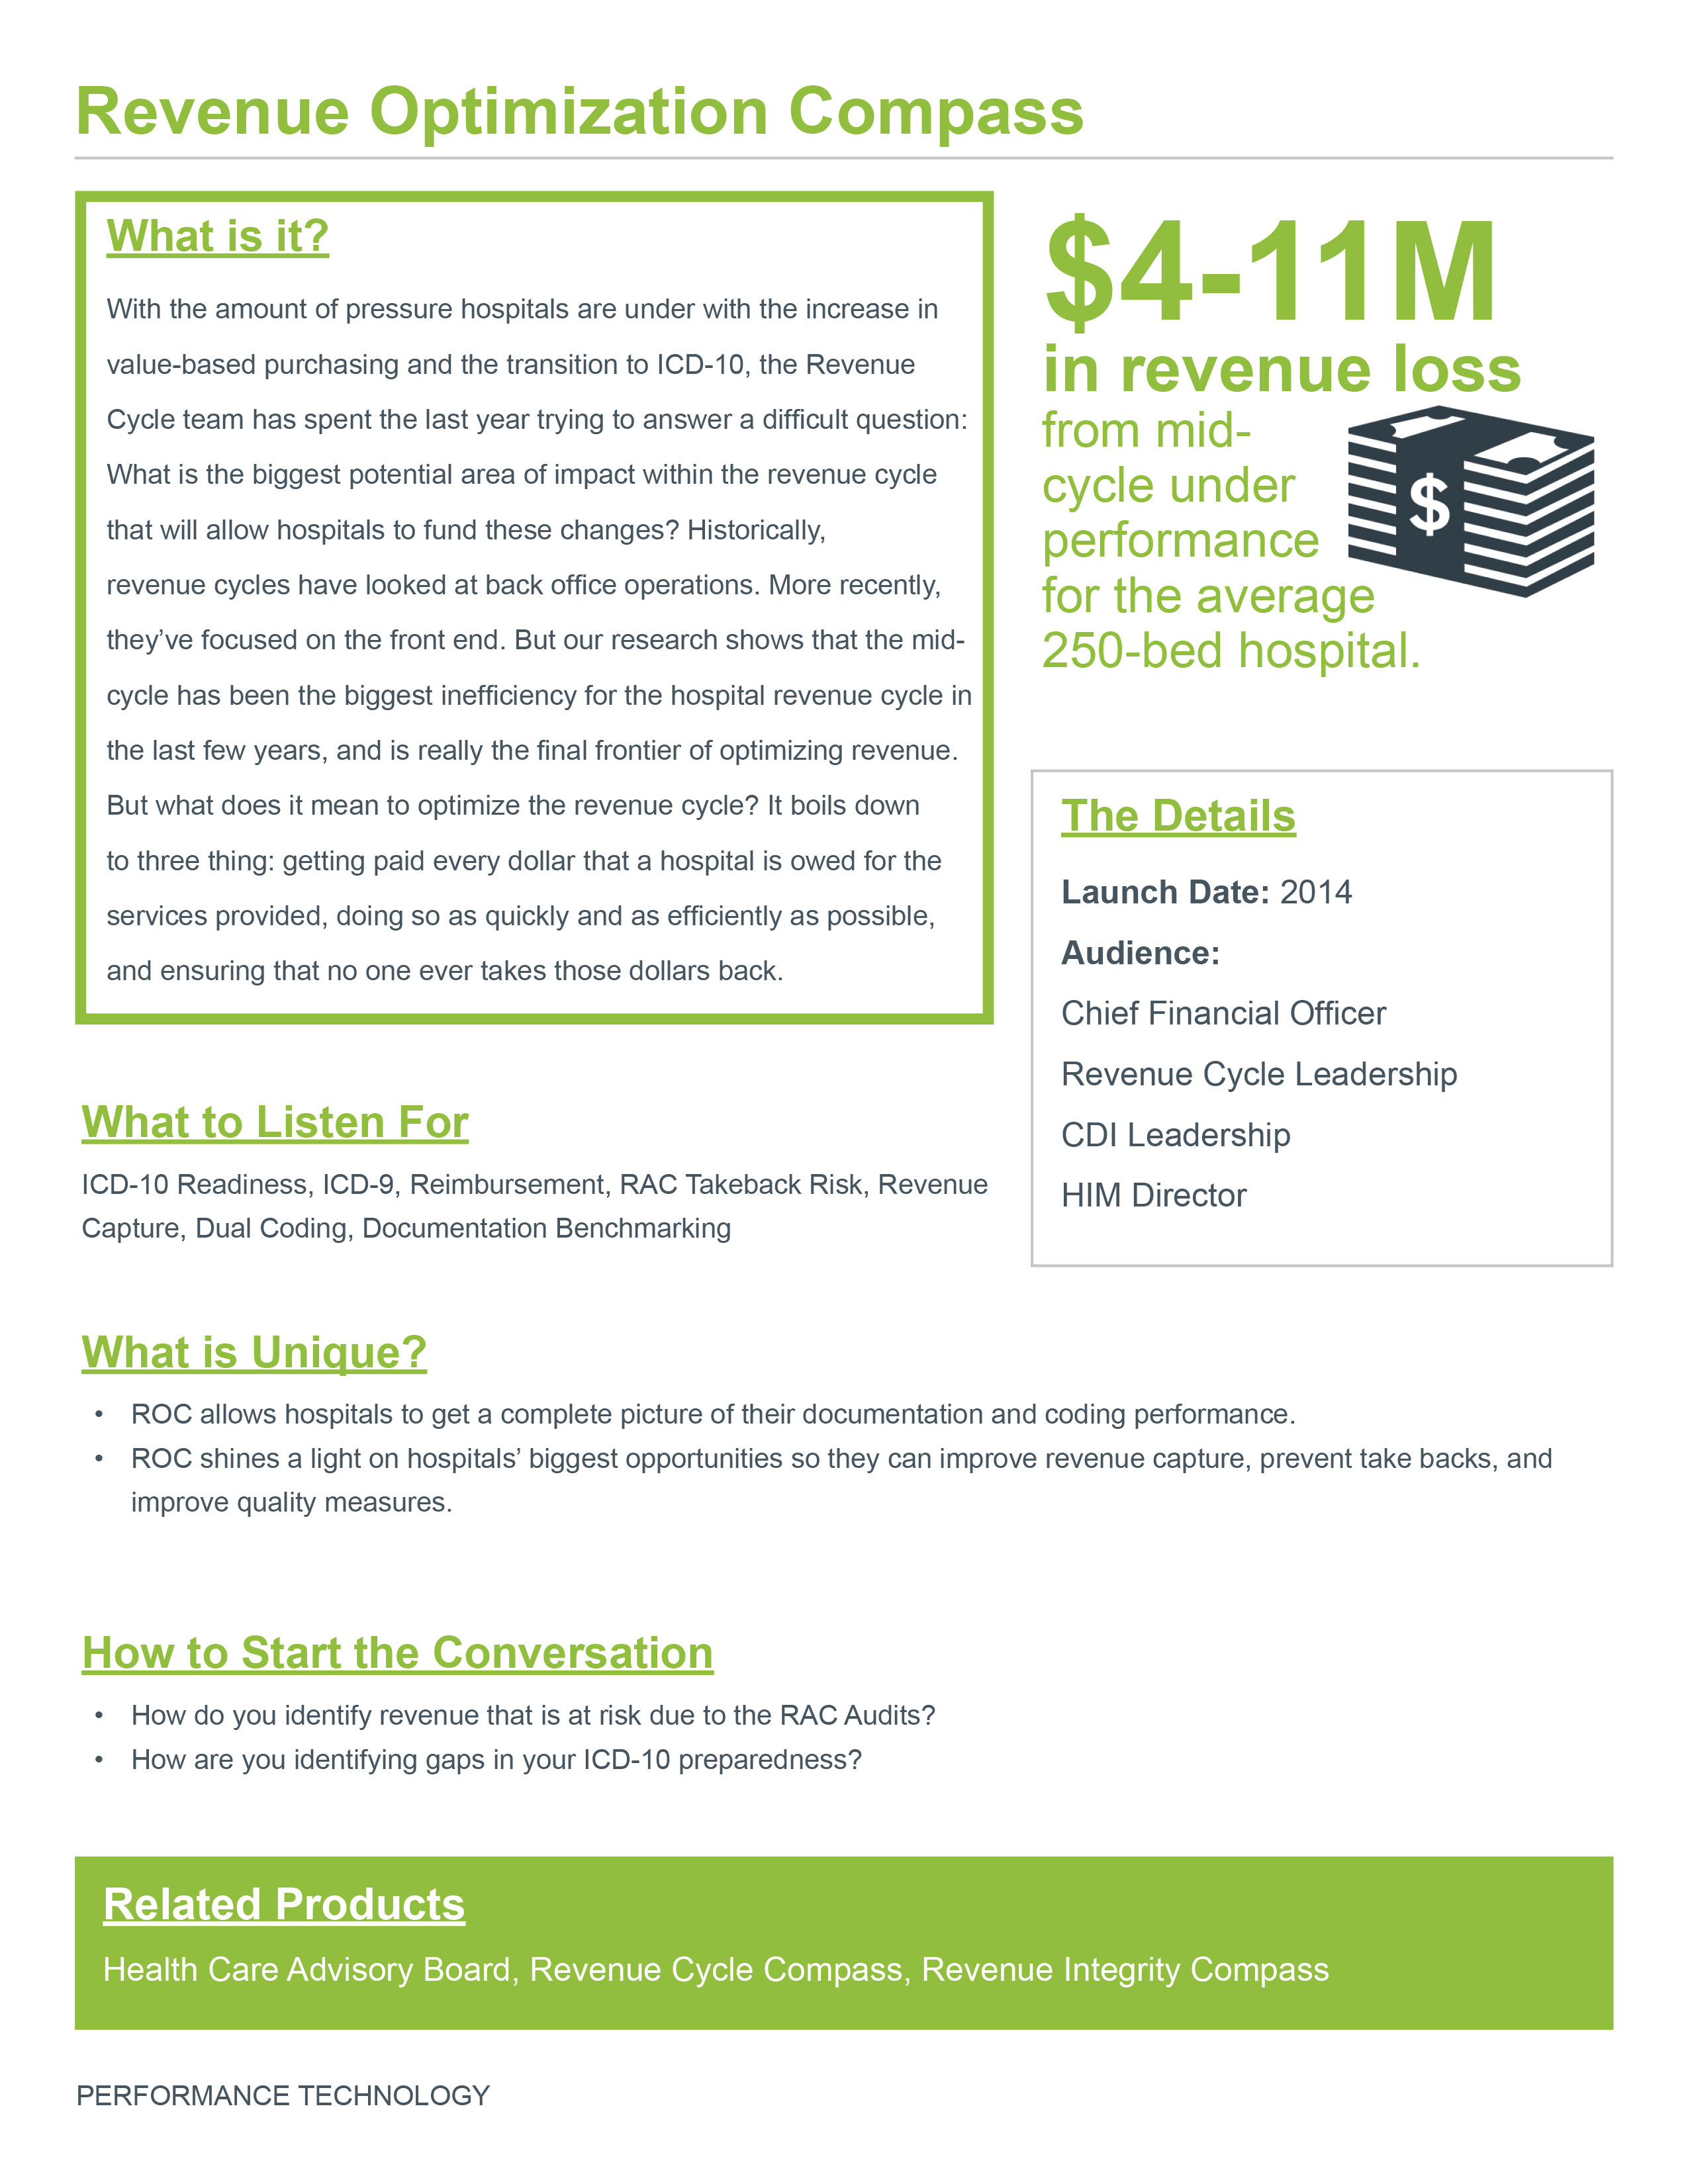 Revenue Optimization Compass
What is it?
With the amount of pressure hospitals are under with the increase in
value-based purchasing and the transition to ICD-10, the Revenue
Cycle team has spent the last year trying to answer a difficult question:
What is the biggest potential area of impact within the revenue cycle
that will allow hospitals to fund these changes? Historically,
revenue cycles have looked at back office operations. More recently,
they’ve focused on the front end. But our research shows that the mid-
cycle has been the biggest inefficiency for the hospital revenue cycle in
the last few years, and is really the final frontier of optimizing revenue.
But what does it mean to optimize the revenue cycle? It boils down
to three thing: getting paid every dollar that a hospital is owed for the
services provided, doing so as quickly and as efficiently as possible,
and ensuring that no one ever takes those dollars back.
$4-11M
in revenue loss
from mid-
cycle under
performance
for the average
250-bed hospital.
$
The Details
Launch Date: 2014
Audience:
Chief Financial Officer
Revenue Cycle Leadership
CDI Leadership
HIM Director
What to Listen For
ICD-10 Readiness, ICD-9, Reimbursement, RAC Takeback Risk, Revenue
Capture, Dual Coding, Documentation Benchmarking
What is Unique?
• ROC allows hospitals to get a complete picture of their documentation and coding performance.
• ROC shines a light on hospitals’ biggest opportunities so they can improve revenue capture, prevent take backs, and
improve quality measures.
How to Start the Conversation
• How do you identify revenue that is at risk due to the RAC Audits?
• How are you identifying gaps in your ICD-10 preparedness?
Related Products
Health Care Advisory Board, Revenue Cycle Compass, Revenue Integrity Compass
PERFORMANCE TECHNOLOGY